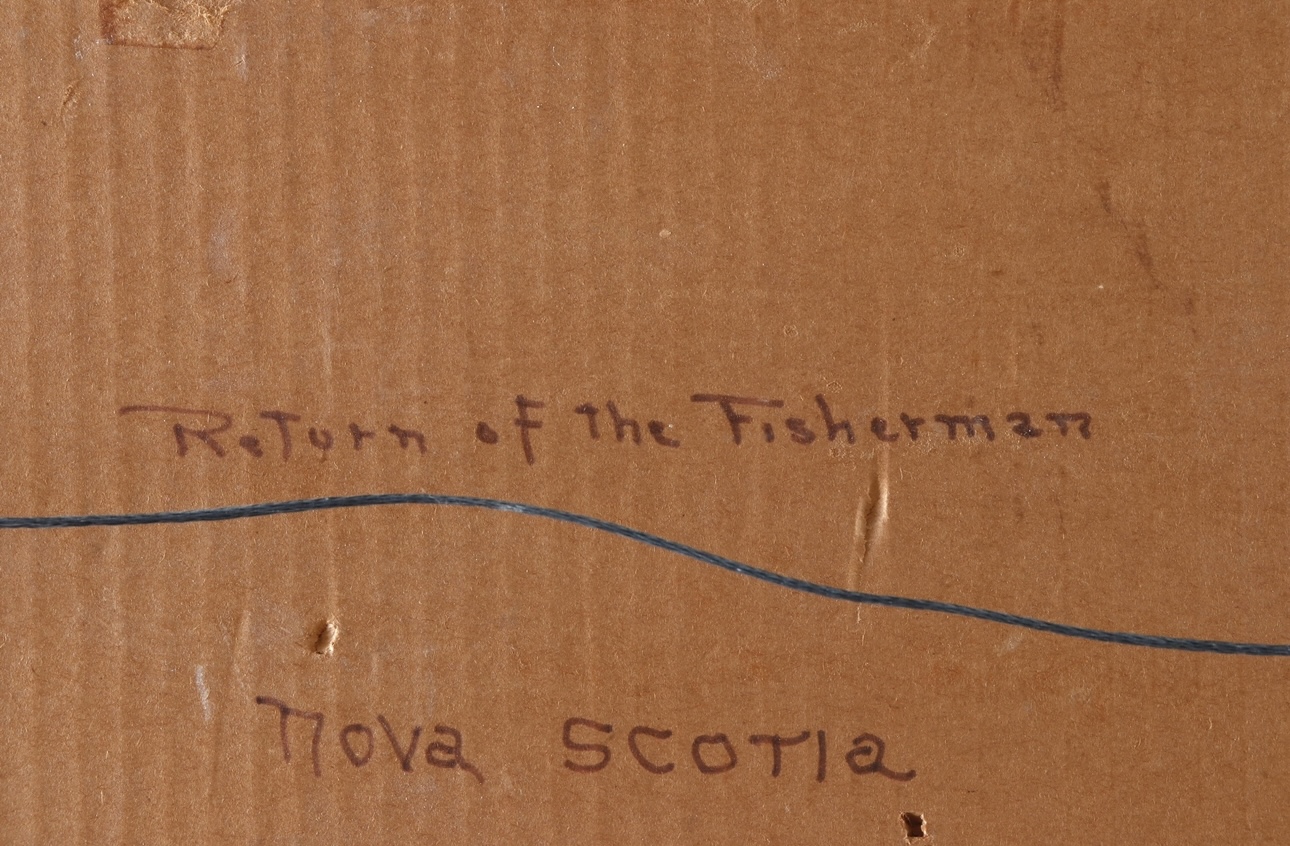 Return of the Fisherman
Nova Scotia